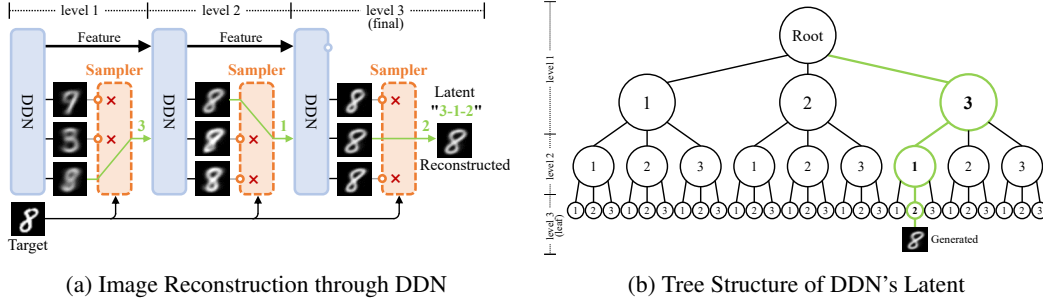 level 1 level 2 level 3
(final)
Feature Feature
Sampler Sampler Sampler
DDN DDN DDN
Latent
"3-1-2"
3 1 2
Reconstructed
Target
(a) Image Reconstruction through DDN
level 1
level 2
level 3
(leaf)
Root
1 2 3
1 2 3 1 2 3 1 2 3
1 2 3 1 2 3 1 2 3 1 2 3 1 2 3 1 2 3 1 2 3 1 2 3 1 2 3
8 Generated
(b) Tree Structure of DDN's Latent